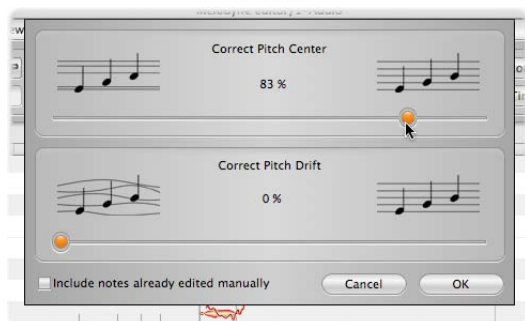 Melodyne editor/1-Audio
ew
Correct Pitch Center
83 %
Correct Pitch Drift
0 %
Include notes already edited manually
Cancel
OK